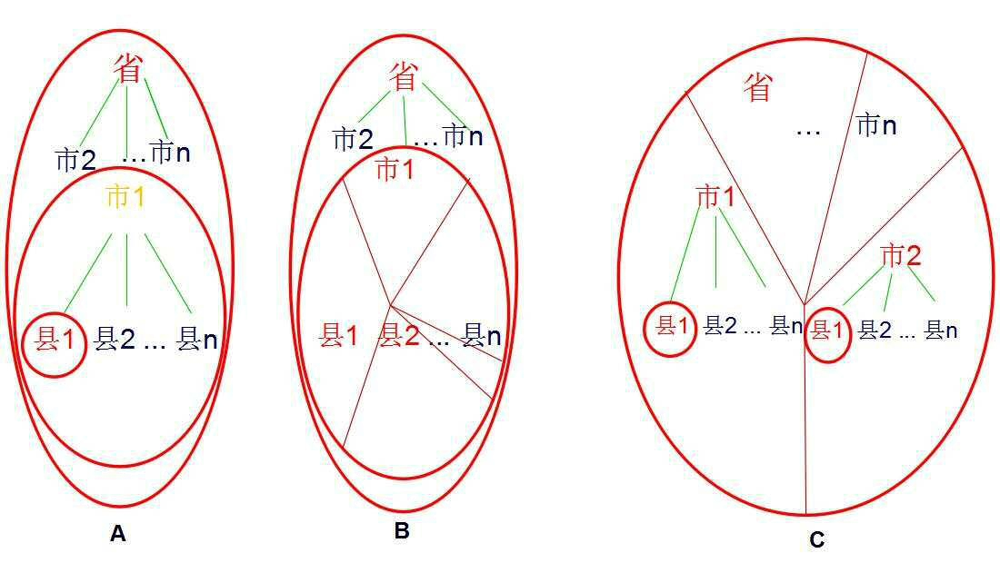 省
市2 ...市n
市1
县1 县2 ... 县n
A
省
市2 ...市n
市1
县1 县2 ... 县n
B
省
... 市n
市1
市2
县1 县2 ... 县n 县1 县2 ... 县n
C